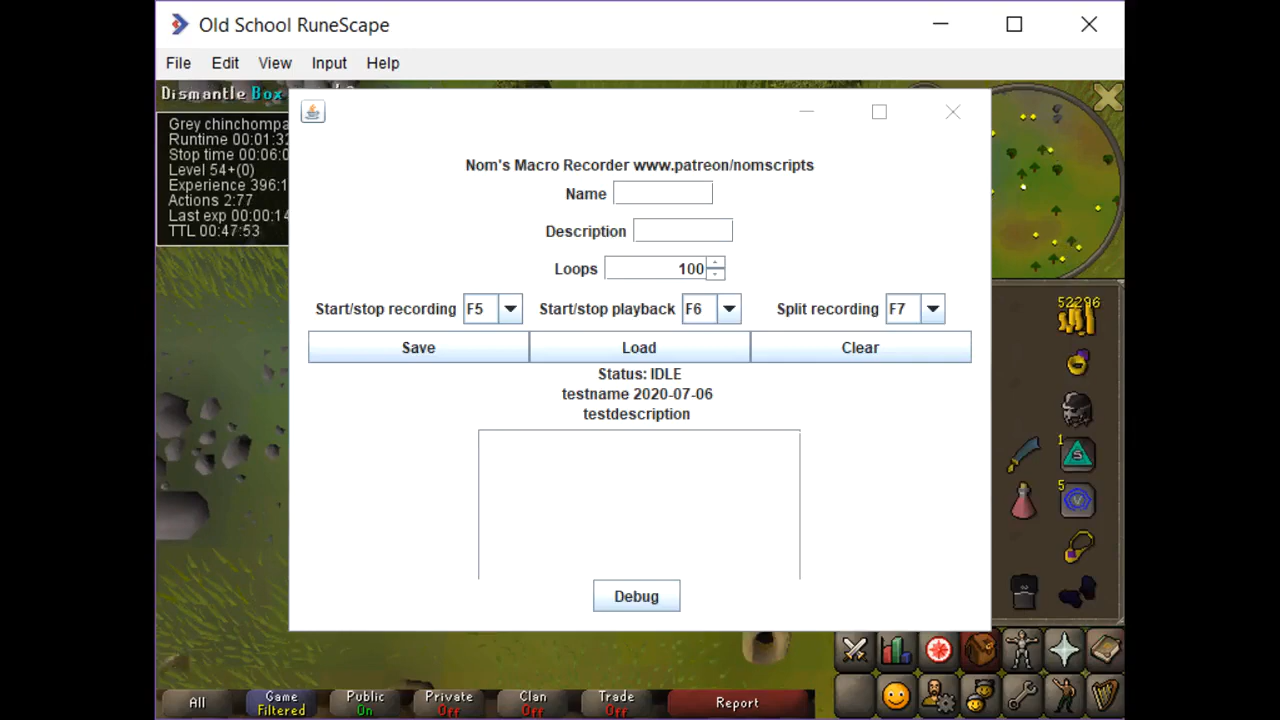 Old School RuneScape
File Edit View Input Help
Dismantle Box
Grey chinchompa
Runtime 00:01:32
Stop time 00:06:0
Level 54+(0)
Experience 396:1
Actions 2:77
Last exp 00:00:14
TTL 00:47:53
Nom's Macro Recorder www.patreon/nomscripts
Name
Description
Loops 100
Start/stop recording F5 Start/stop playback F6 Split recording F7
Save Load Clear
Status: IDLE
testname 2020-07-06
testdescription
Debug
52296
1
5
All Game Filtered Public On Private Off Clan Off Trade Off Report